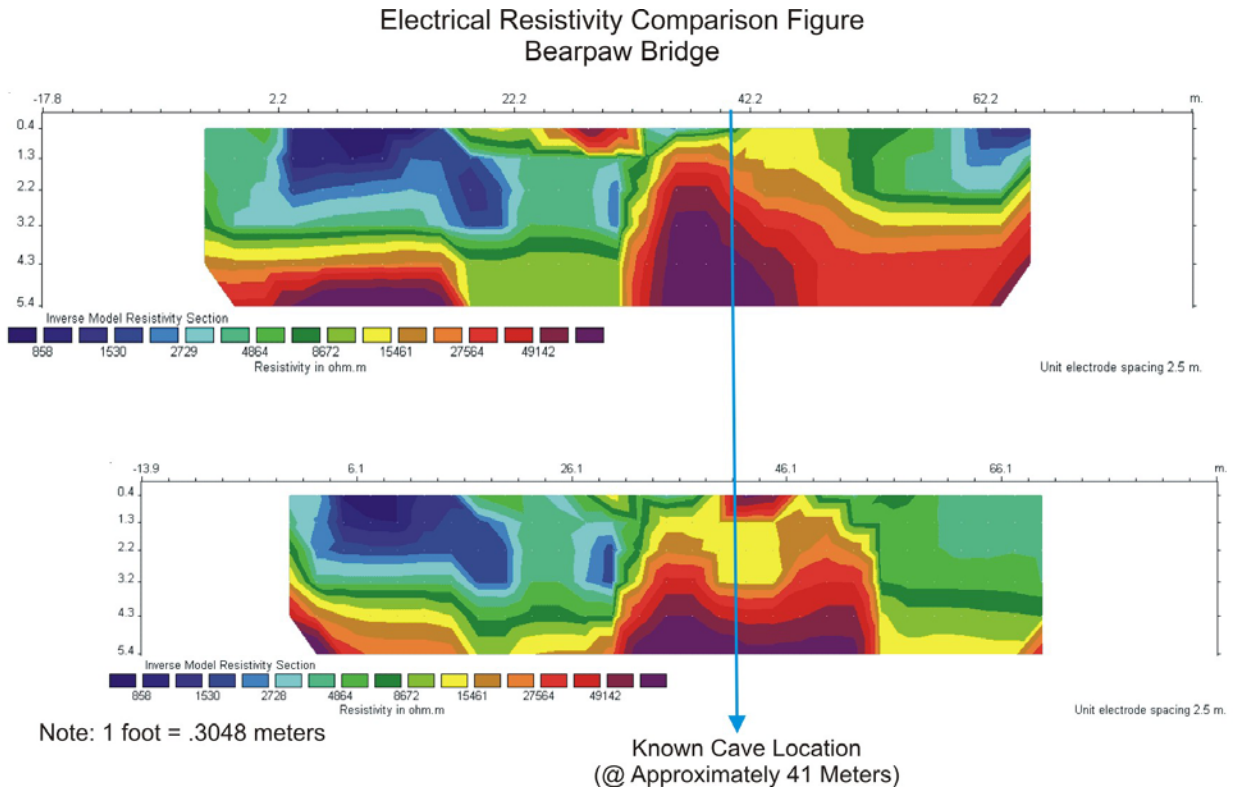 Electrical Resistivity Comparison Figure
Bearpaw Bridge
-17.8 2.2 22.2 42.2 62.2 m.
0.4
1.3
2.2
3.2
4.3
5.4
Inverse Model Resistivity Section
858 1530 2729 4864 8672 15461 27564 49142
Resistivity in ohm.m
Unit electrode spacing 2.5 m.
-13.9 6.1 26.1 46.1 66.1 m.
0.4
1.3
2.2
3.2
4.3
5.4
Inverse Model Resistivity Section
858 1530 2728 4864 8672 15461 27564 49142
Resistivity in ohm.m
Unit electrode spacing 2.5 m.
Note: 1 foot = .3048 meters
Known Cave Location
(@ Approximately 41 Meters)